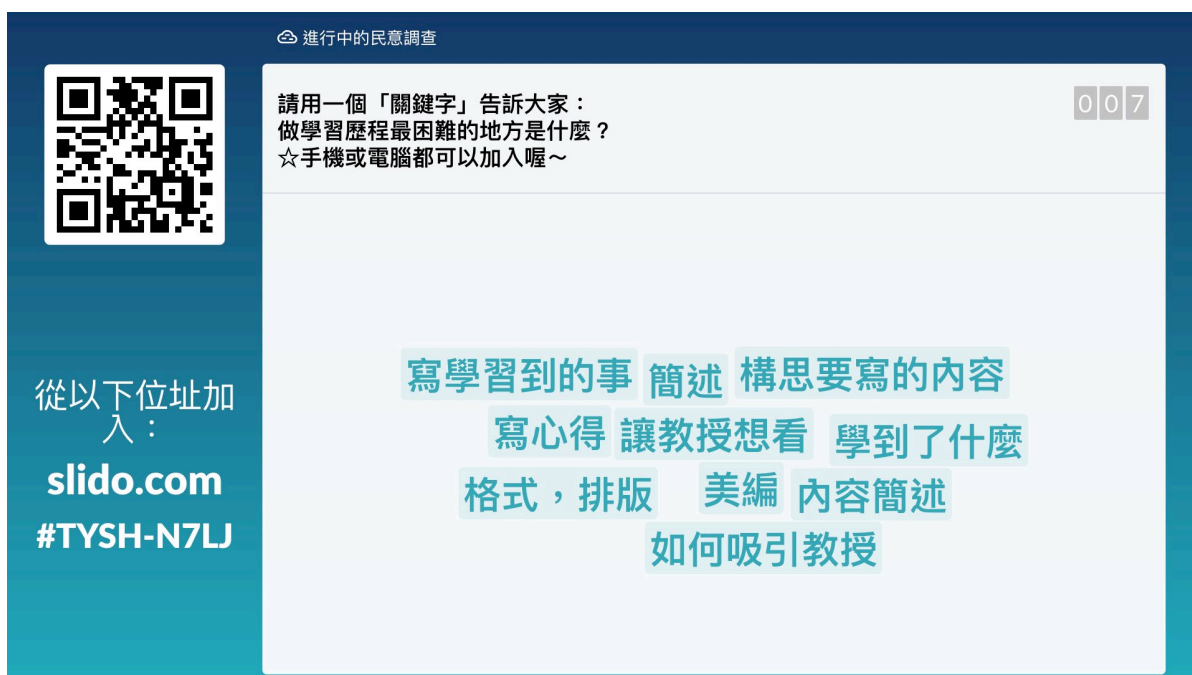 進行中的民意調查
請用一個「關鍵字」告訴大家：
做學習歷程最困難的地方是什麼？
☆手機或電腦都可以加入喔～
007
從以下位址加
入：
slido.com
#TYSH-N7LJ
寫學習到的事 簡述 構思要寫的內容
寫心得 讓教授想看 學到了什麼
格式，排版 美編 內容簡述
如何吸引教授